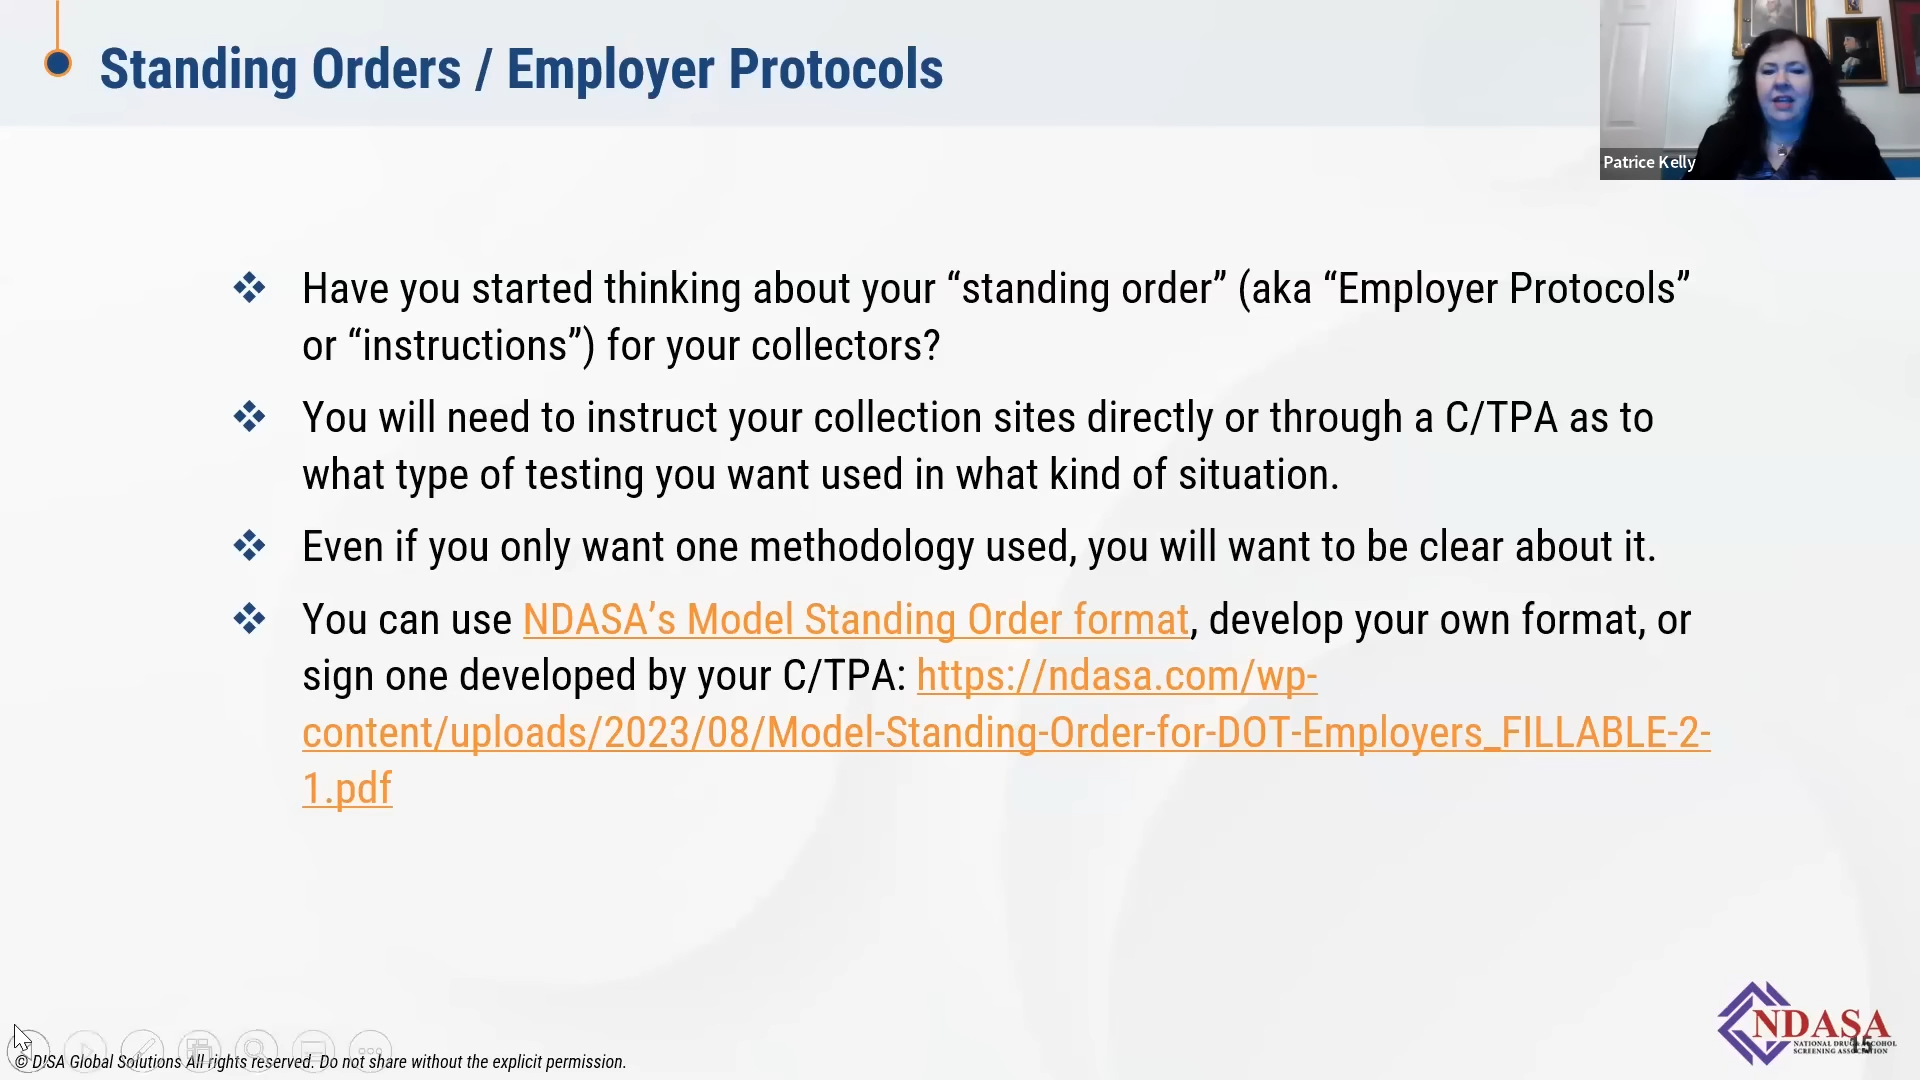 Standing Orders / Employer Protocols
Patrice Kelly
Have you started thinking about your “standing order” (aka “Employer Protocols”
or “instructions”) for your collectors?
You will need to instruct your collection sites directly or through a C/TPA as to
what type of testing you want used in what kind of situation.
Even if you only want one methodology used, you will want to be clear about it.
You can use NDASA’s Model Standing Order format, develop your own format, or
sign one developed by your C/TPA: https://ndasa.com/wp-
content/uploads/2023/08/Model-Standing-Order-for-DOT-Employers_FILLABLE-2-
1.pdf
NDASA
NATIONAL DRUG & ALCOHOL
SCREENING ASSOCIATION
15
© DISA Global Solutions All rights reserved. Do not share without the explicit permission.